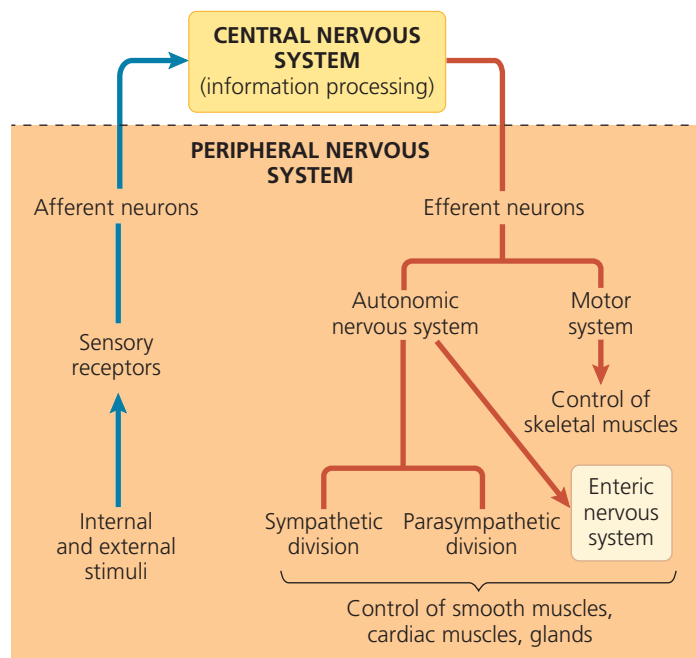 CENTRAL NERVOUS
SYSTEM
(information processing)
PERIPHERAL NERVOUS
SYSTEM
Afferent neurons
Efferent neurons
Autonomic
nervous system
Motor
system
Sensory
receptors
Control of
skeletal muscles
Internal
and external
stimuli
Sympathetic
division
Parasympathetic
division
Enteric
nervous
system
Control of smooth muscles,
cardiac muscles, glands